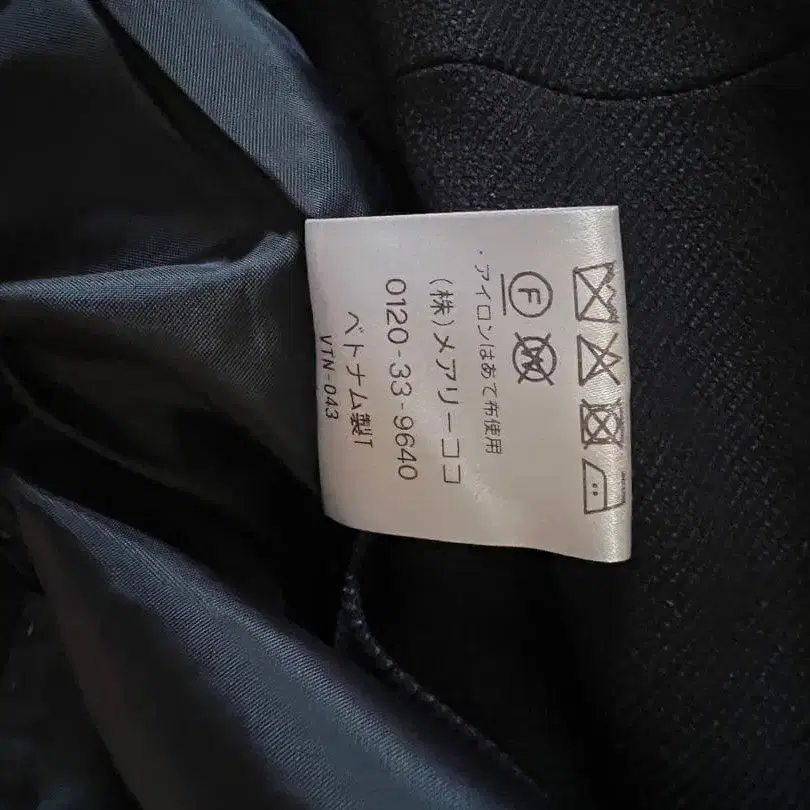 F
W
・アイロンはあて布使用
(株)メアリーココ
0120-33-9640
ベトナム製T
VTN-043